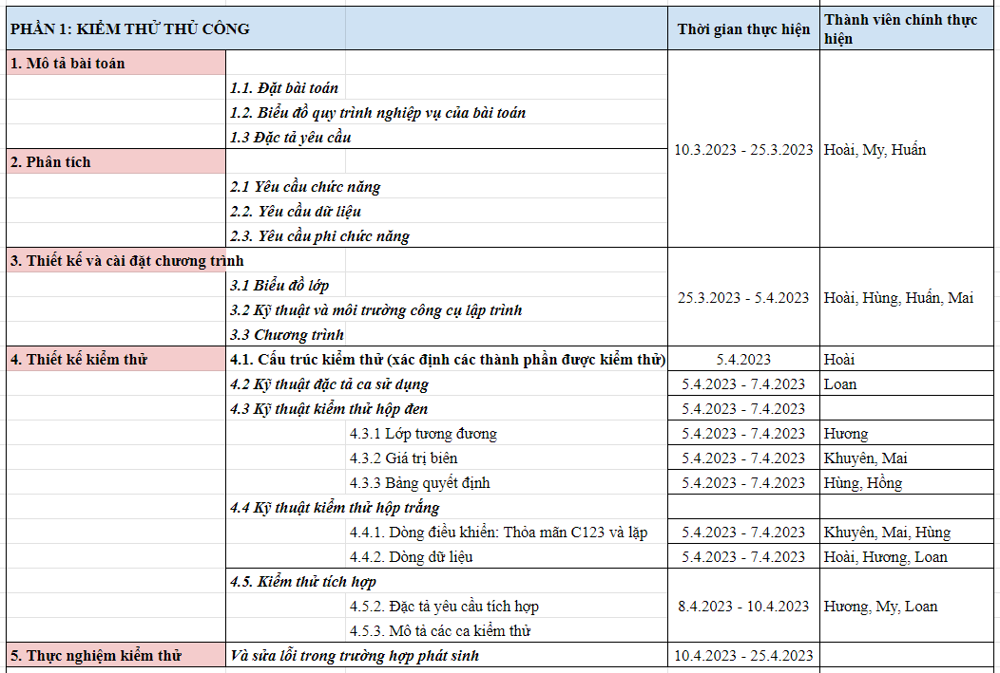 PHẦN 1: KIỂM THỬ THỦ CÔNG Thời gian thực hiện Thành viên chính thực
hiện
1. Mô tả bài toán
1.1. Đặt bài toán
1.2. Biểu đồ quy trình nghiệp vụ của bài toán
1.3 Đặc tả yêu cầu
10.3.2023 - 25.3.2023 Hoài, My, Huấn
2. Phân tích
2.1 Yêu cầu chức năng
2.2. Yêu cầu dữ liệu
2.3. Yêu cầu phi chức năng
3. Thiết kế và cài đặt chương trình
3.1 Biểu đồ lớp
25.3.2023 - 5.4.2023 Hoài, Hùng, Huấn, Mai
3.2 Kỹ thuật và môi trường công cụ lập trình
3.3 Chương trình
4. Thiết kế kiểm thử 4.1. Cấu trúc kiểm thử (xác định các thành phần được kiểm thử) 5.4.2023 Hoài
4.2 Kỹ thuật đặc tả ca sử dụng 5.4.2023 - 7.4.2023 Loan
4.3 Kỹ thuật kiểm thử hộp đen 5.4.2023 - 7.4.2023
4.3.1 Lớp tương đương 5.4.2023 - 7.4.2023 Hương
4.3.2 Giá trị biên 5.4.2023 - 7.4.2023 Khuyên, Mai
4.3.3 Bảng quyết định 5.4.2023 - 7.4.2023 Hùng, Hồng
4.4 Kỹ thuật kiểm thử hộp trắng
4.4.1. Dòng điều khiển: Thỏa mãn C123 và lặp 5.4.2023 - 7.4.2023 Khuyên, Mai, Hùng
4.4.2. Dòng dữ liệu 5.4.2023 - 7.4.2023 Hoài, Hương, Loan
4.5. Kiểm thử tích hợp
4.5.2. Đặc tả yêu cầu tích hợp 8.4.2023 - 10.4.2023 Hương, My, Loan
4.5.3. Mô tả các ca kiểm thử
5. Thực nghiệm kiểm thử Và sửa lỗi trong trường hợp phát sinh 10.4.2023 - 25.4.2023